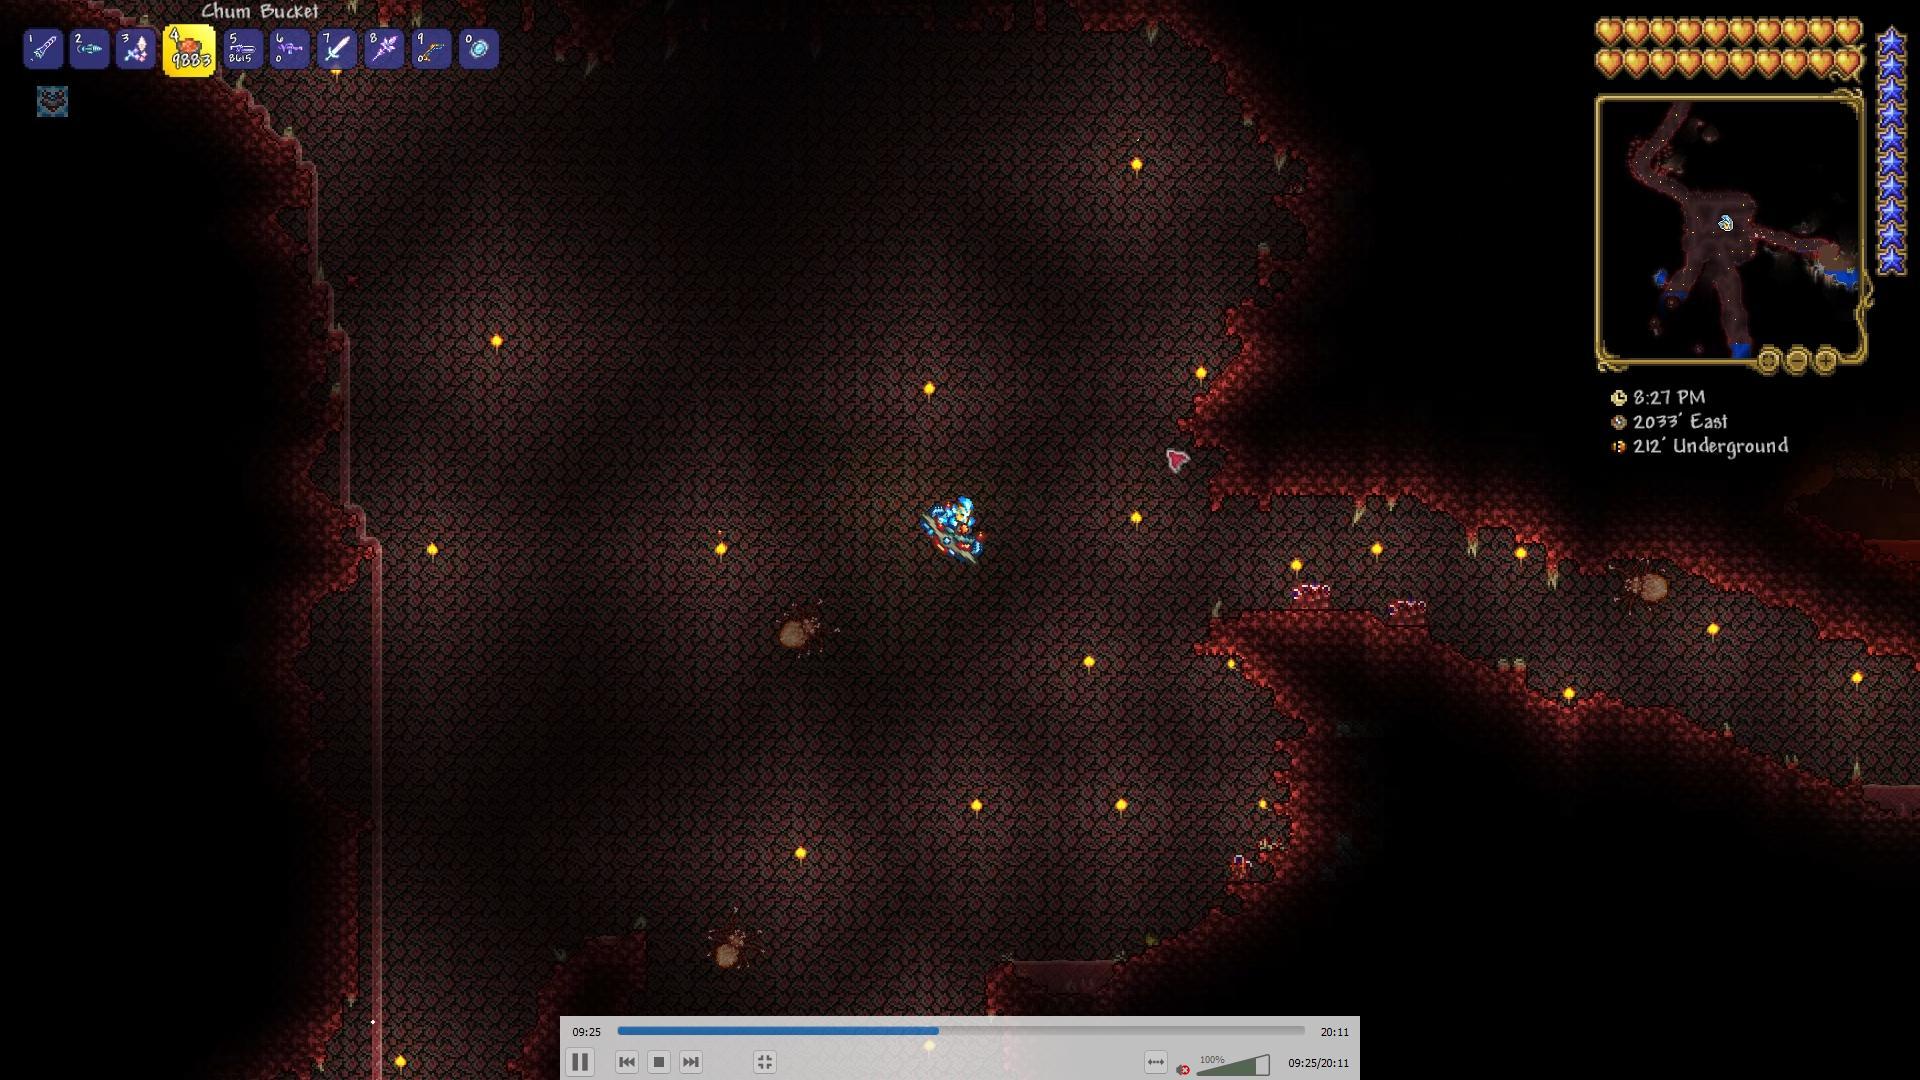 Chum Bucket
1 2 3 4 5 6 7 8 9 0
9883 8615 0 0
8:27 PM
2033' East
212' Underground
09:25 20:11
100%
09:25/20:11